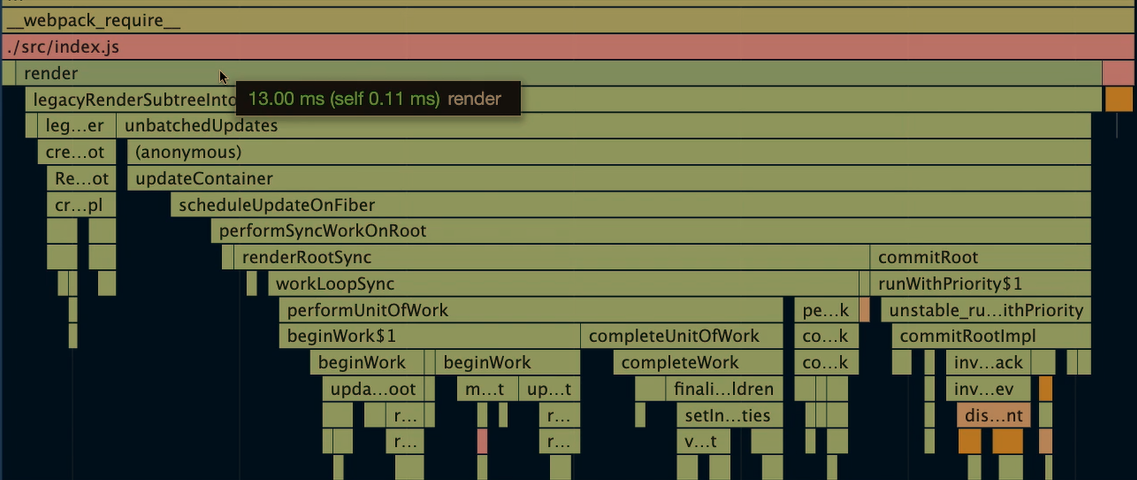 __webpack_require__
./src/index.js
render
legacyRenderSubtreeInto
13.00 ms (self 0.11 ms) render
leg...er unbatchedUpdates
cre...ot (anonymous)
Re...ot updateContainer
cr...pl scheduleUpdateOnFiber
performSyncWorkOnRoot
renderRootSync commitRoot
workLoopSync runWithPriority$1
performUnitOfWork pe...k unstable_ru...ithPriority
beginWork$1 completeUnitOfWork co...k commitRootImpl
beginWork beginWork completeWork co...k inv...ack
upda...oot m...t up...t finali...ldren inv...ev
r... r... setIn...ties dis...nt
r... r... v...t